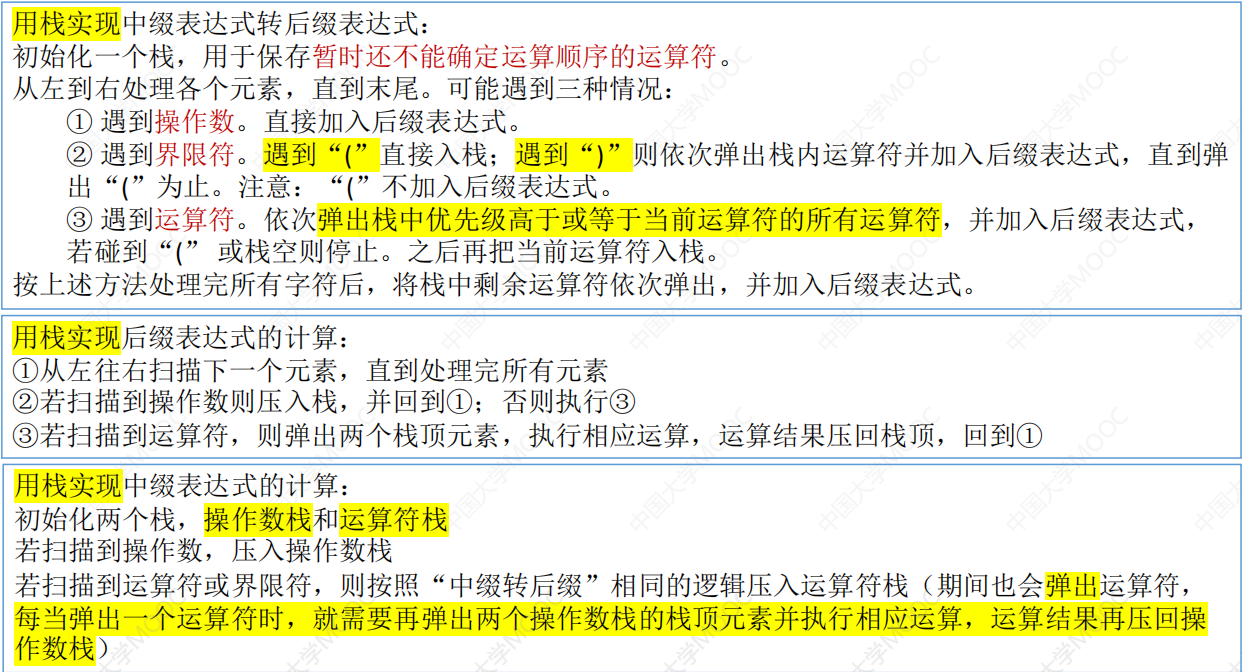 用栈实现中缀表达式转后缀表达式：
初始化一个栈，用于保存暂时还不能确定运算顺序的运算符。
从左到右处理各个元素，直到末尾。可能遇到三种情况：
① 遇到操作数。直接加入后缀表达式。
② 遇到界限符。遇到“(”直接入栈；遇到“)”则依次弹出栈内运算符并加入后缀表达式，直到弹
出“(”为止。注意：“(”不加入后缀表达式。
③ 遇到运算符。依次弹出栈中优先级高于或等于当前运算符的所有运算符，并加入后缀表达式，
若碰到“(” 或栈空则停止。之后再把当前运算符入栈。
按上述方法处理完所有字符后，将栈中剩余运算符依次弹出，并加入后缀表达式。
用栈实现后缀表达式的计算：
①从左往右扫描下一个元素，直到处理完所有元素
②若扫描到操作数则压入栈，并回到①；否则执行③
③若扫描到运算符，则弹出两个栈顶元素，执行相应运算，运算结果压回栈顶，回到①
用栈实现中缀表达式的计算：
初始化两个栈，操作数栈和运算符栈
若扫描到操作数，压入操作数栈
若扫描到运算符或界限符，则按照“中缀转后缀”相同的逻辑压入运算符栈（期间也会弹出运算符，
每当弹出一个运算符时，就需要再弹出两个操作数栈的栈顶元素并执行相应运算，运算结果再压回操
作数栈）
中国大学MOOC